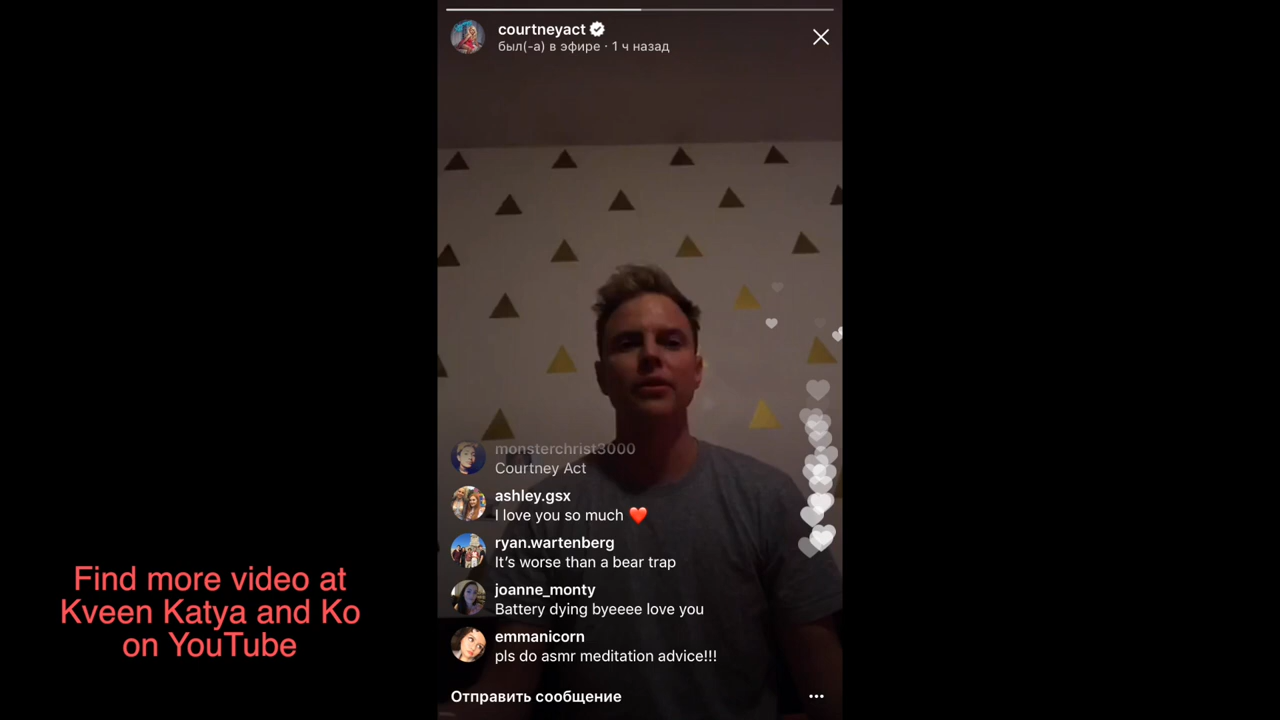 courtneyact
был(-а) в эфире · 1 ч назад
monsterchrist3000
Courtney Act
ashley.gsx
I love you so much ❤️
ryan.wartenberg
It’s worse than a bear trap
joanne_monty
Battery dying byeeee love you
emmanicorn
pls do asmr meditation advice!!!
Отправить сообщение
Find more video at
Kveen Katya and Ko
on YouTube